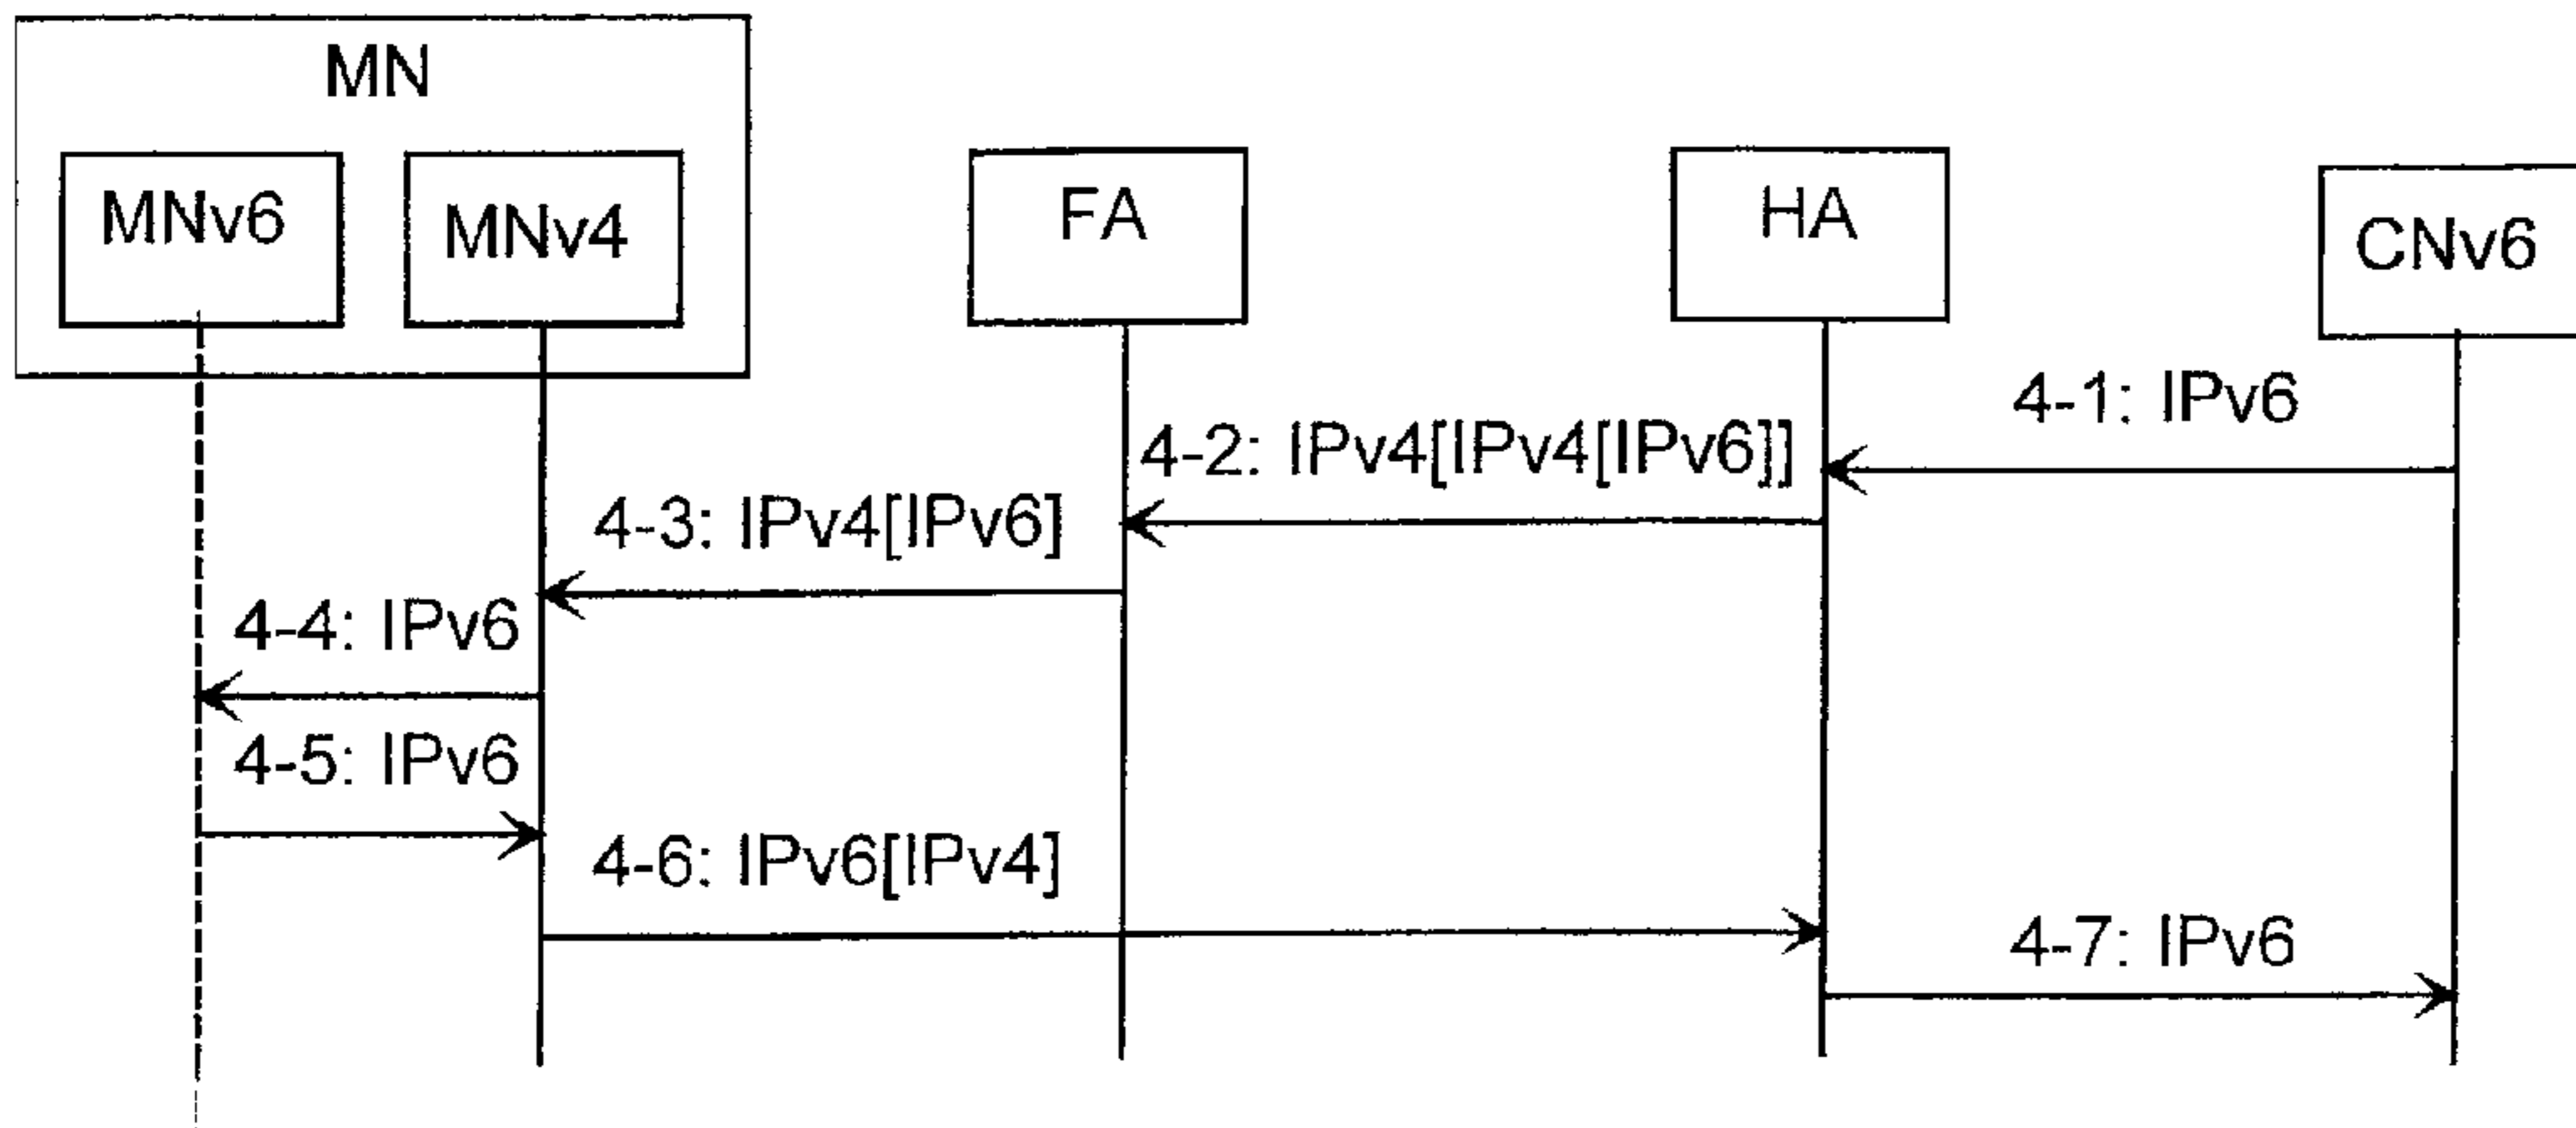 MN
MNv6
MNv4
FA
HA
CNv6
4-1: IPv6
4-2: IPv4[IPv4[IPv6]]
4-3: IPv4[IPv6]
4-4: IPv6
4-5: IPv6
4-6: IPv6[IPv4]
4-7: IPv6